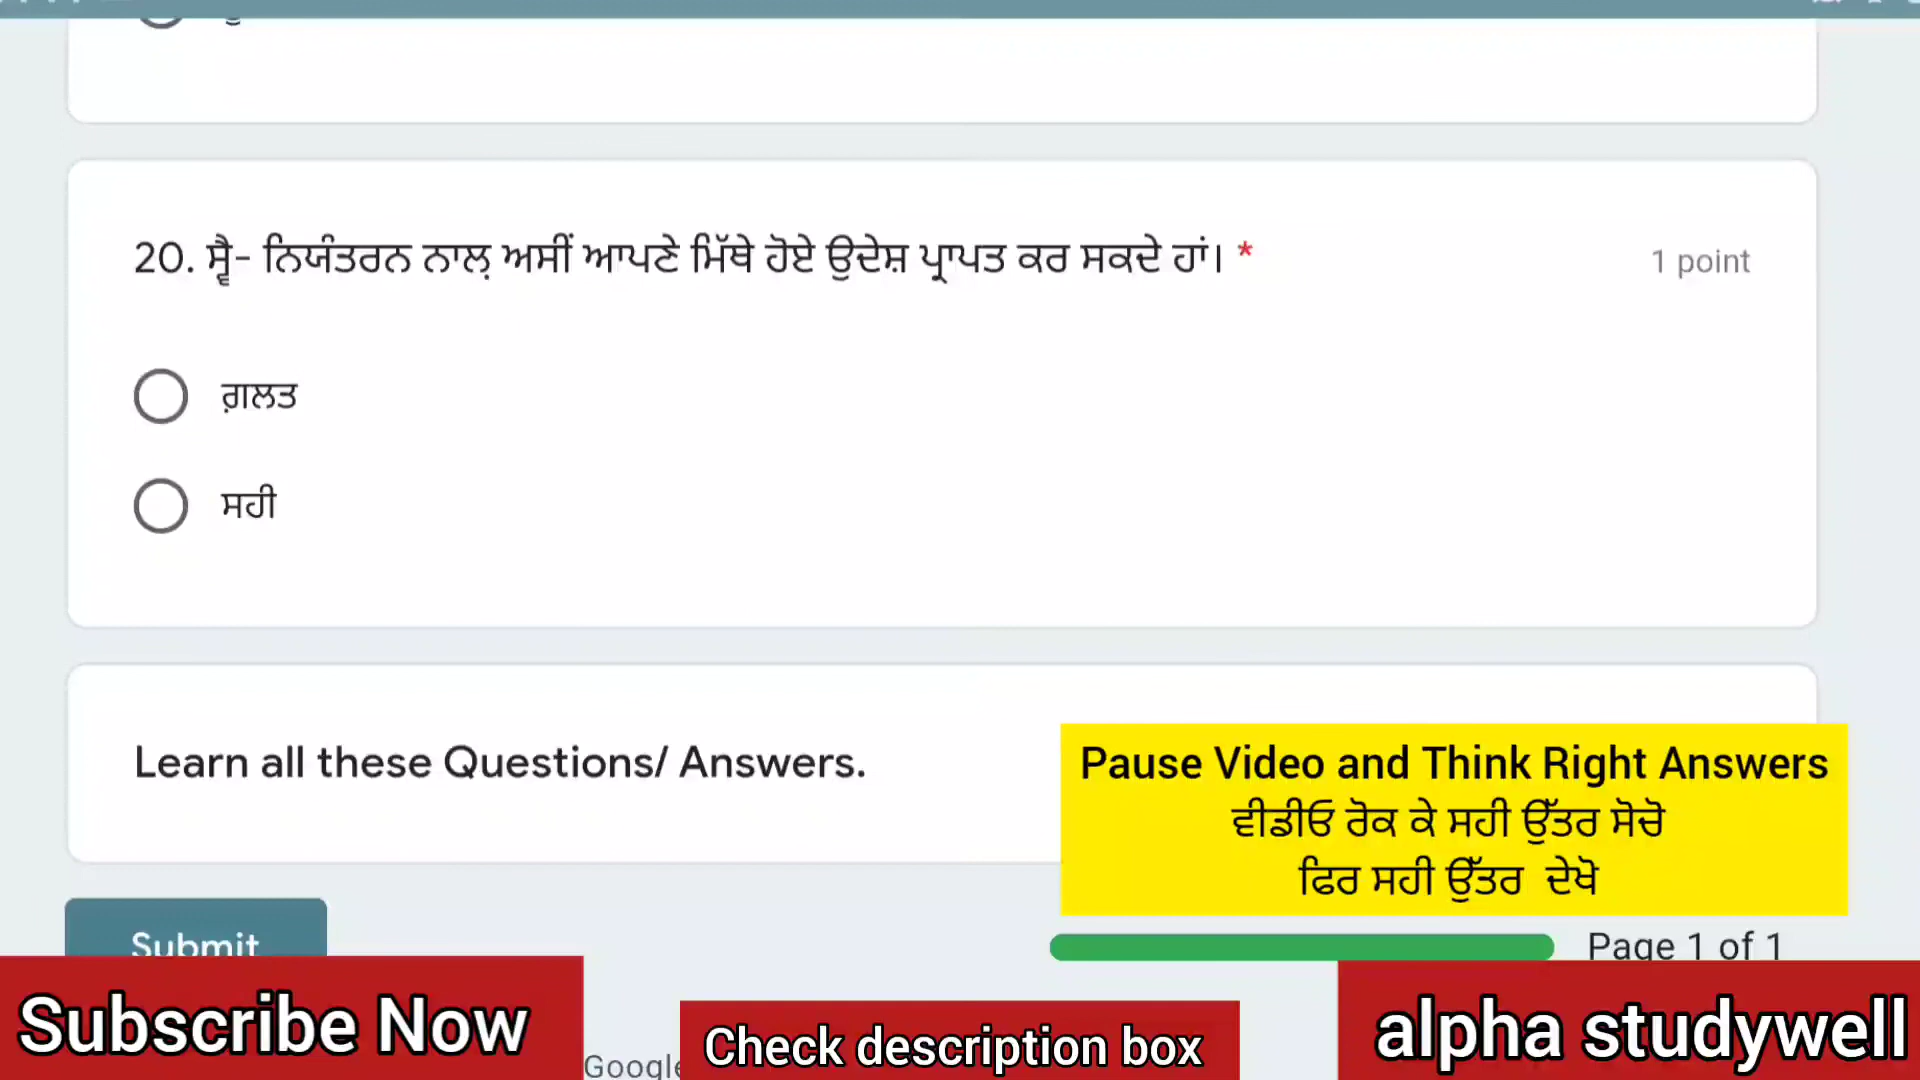 20. ਸ੍ਵੈ- ਨਿਯੰਤਰਨ ਨਾਲ਼ ਅਸੀਂ ਆਪਣੇ ਮਿੱਥੇ ਹੋਏ ਉਦੇਸ਼ ਪ੍ਰਾਪਤ ਕਰ ਸਕਦੇ ਹਾਂ। *
1 point
ਗ਼ਲਤ
ਸਹੀ
Learn all these Questions/ Answers.
Pause Video and Think Right Answers
ਵੀਡੀਓ ਰੋਕ ਕੇ ਸਹੀ ਉੱਤਰ ਸੋਚੋ
ਫਿਰ ਸਹੀ ਉੱਤਰ ਦੇਖੋ
Submit
Page 1 of 1
Subscribe Now
Google
Check description box
alpha studywell